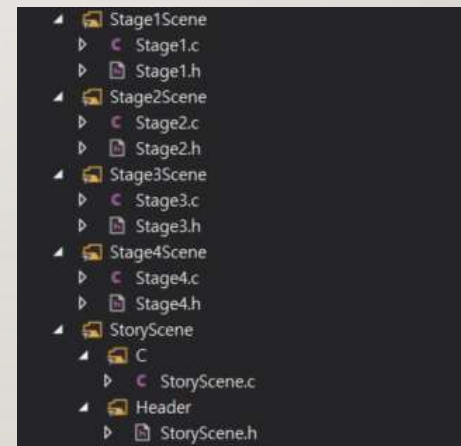 Stage1Scene
Stage1.c
Stage1.h
Stage2Scene
Stage2.c
Stage2.h
Stage3Scene
Stage3.c
Stage3.h
Stage4Scene
Stage4.c
Stage4.h
StoryScene
C
StoryScene.c
Header
StoryScene.h